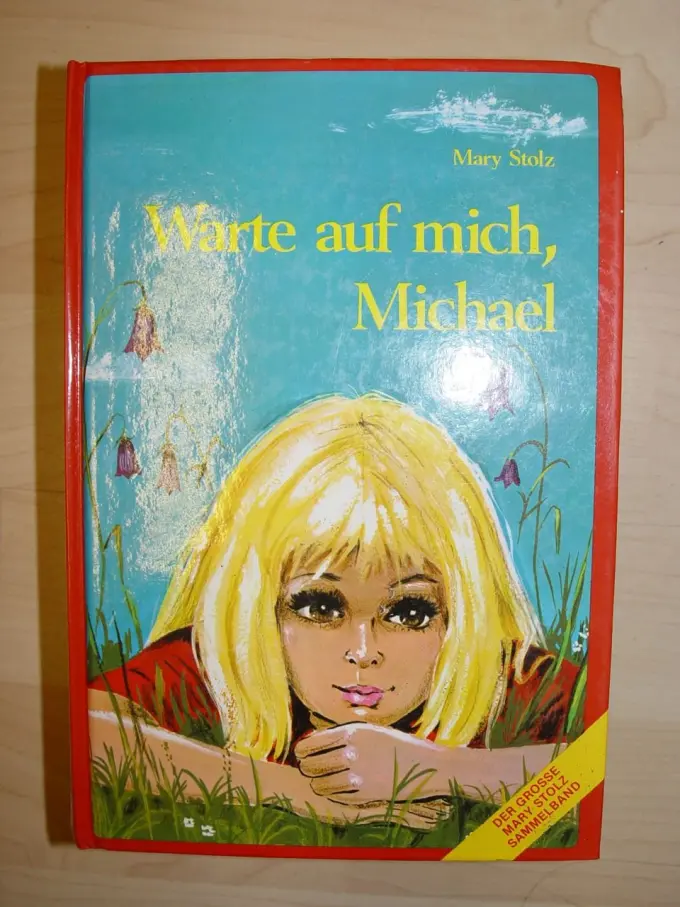 Mary Stolz
Warte auf mich,
Michael
DER GROSSE
MARY STOLZ
SAMMELBAND